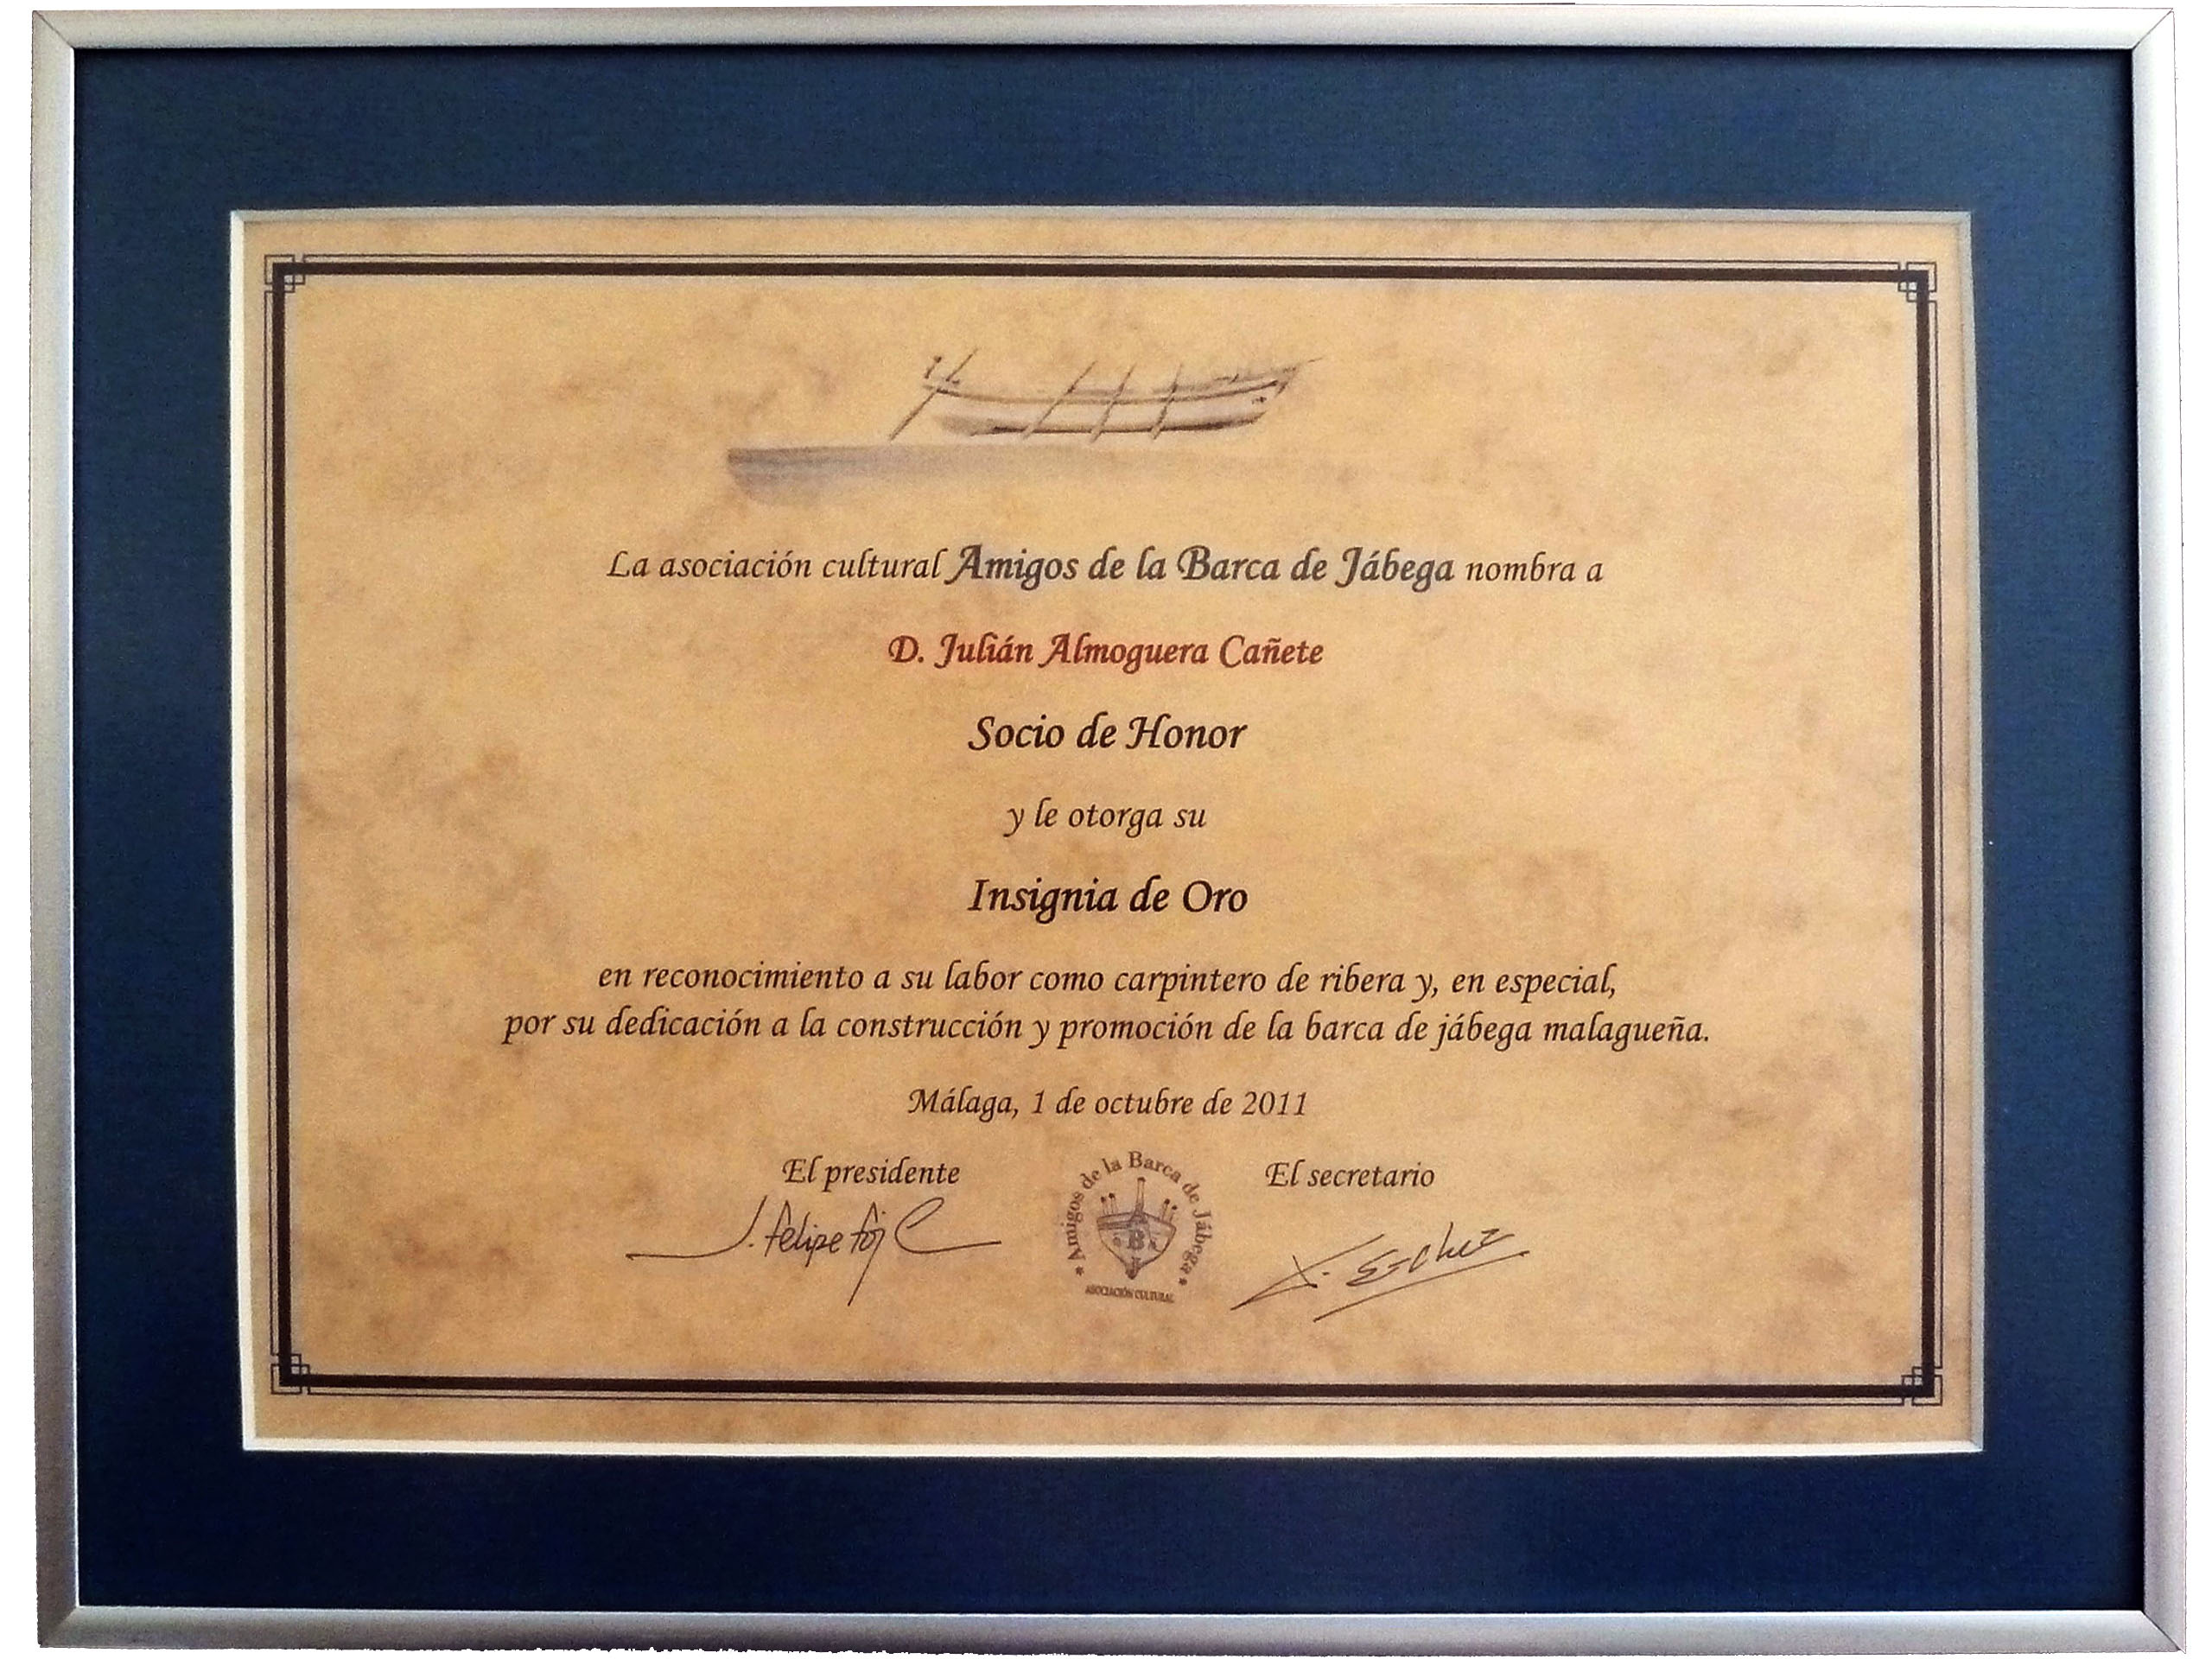 La asociación cultural Amigos de la Barca de Jábega nombra a
D. Julián Almoguera Cañete
Socio de Honor
y le otorga su
Insignia de Oro
en reconocimiento a su labor como carpintero de ribera y, en especial,
por su dedicación a la construcción y promoción de la barca de jábega malagueña.
Málaga, 1 de octubre de 2011
El presidente
El secretario
J. Felipe
* Amigos de la Barca de Jábega *
B
ASOCIACIÓN CULTURAL